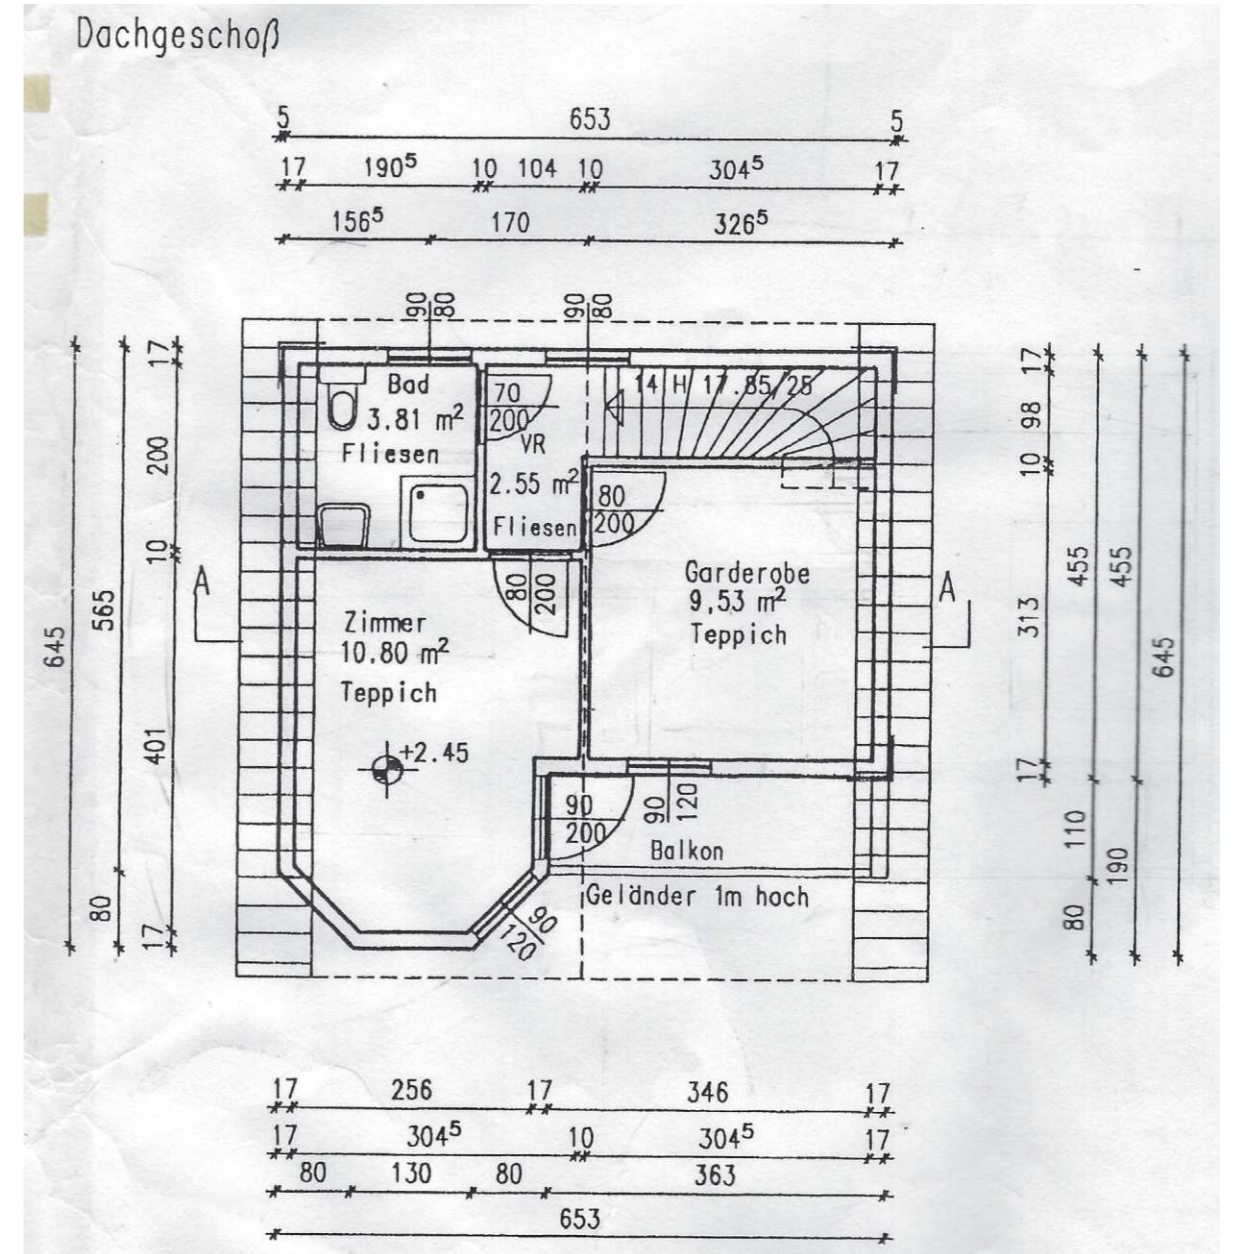 Dachgeschoß
5 653 5
17 190⁵ 10 104 10 304⁵ 17
156⁵ 170 326⁵
90
80
90
80
Bad
3.81 m²
Fliesen
70
200
VR
2.55 m²
Fliesen
14 H 17.85/25
80
200
80
200
Garderobe
9,53 m²
Teppich
Zimmer
10.80 m²
Teppich
+2.45
90
200
90
120
Balkon
Geländer 1m hoch
90
120
A
A
645
565
80
17
200
10
401
17
17
98
10
313
17
455
110
80
455
190
645
17 256 17 346 17
17 304⁵ 10 304⁵ 17
80 130 80 363
653